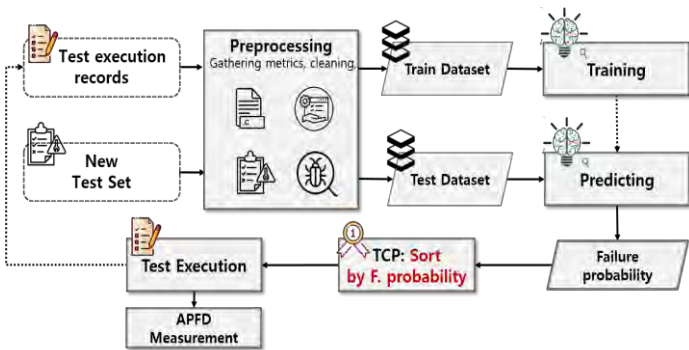 Test execution
records
Preprocessing
Gathering metrics, cleaning,
Train Dataset
Training
New
Test Set
Test Dataset
Predicting
Test Execution
1
TCP: Sort
by F. probability
Failure
probability
APFD
Measurement